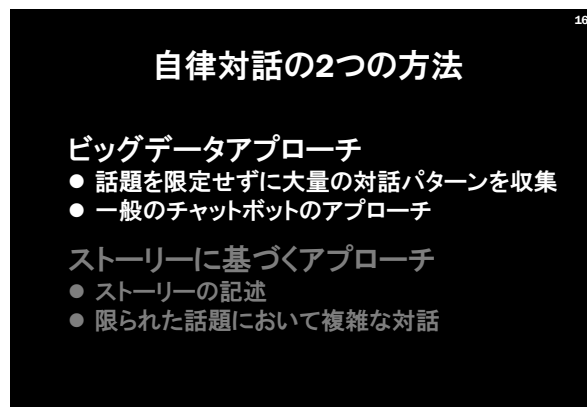 16
自律対話の2つの方法
ビッグデータアプローチ
● 話題を限定せずに大量の対話パターンを収集
● 一般のチャットボットのアプローチ
ストーリーに基づくアプローチ
● ストーリーの記述
● 限られた話題において複雑な対話